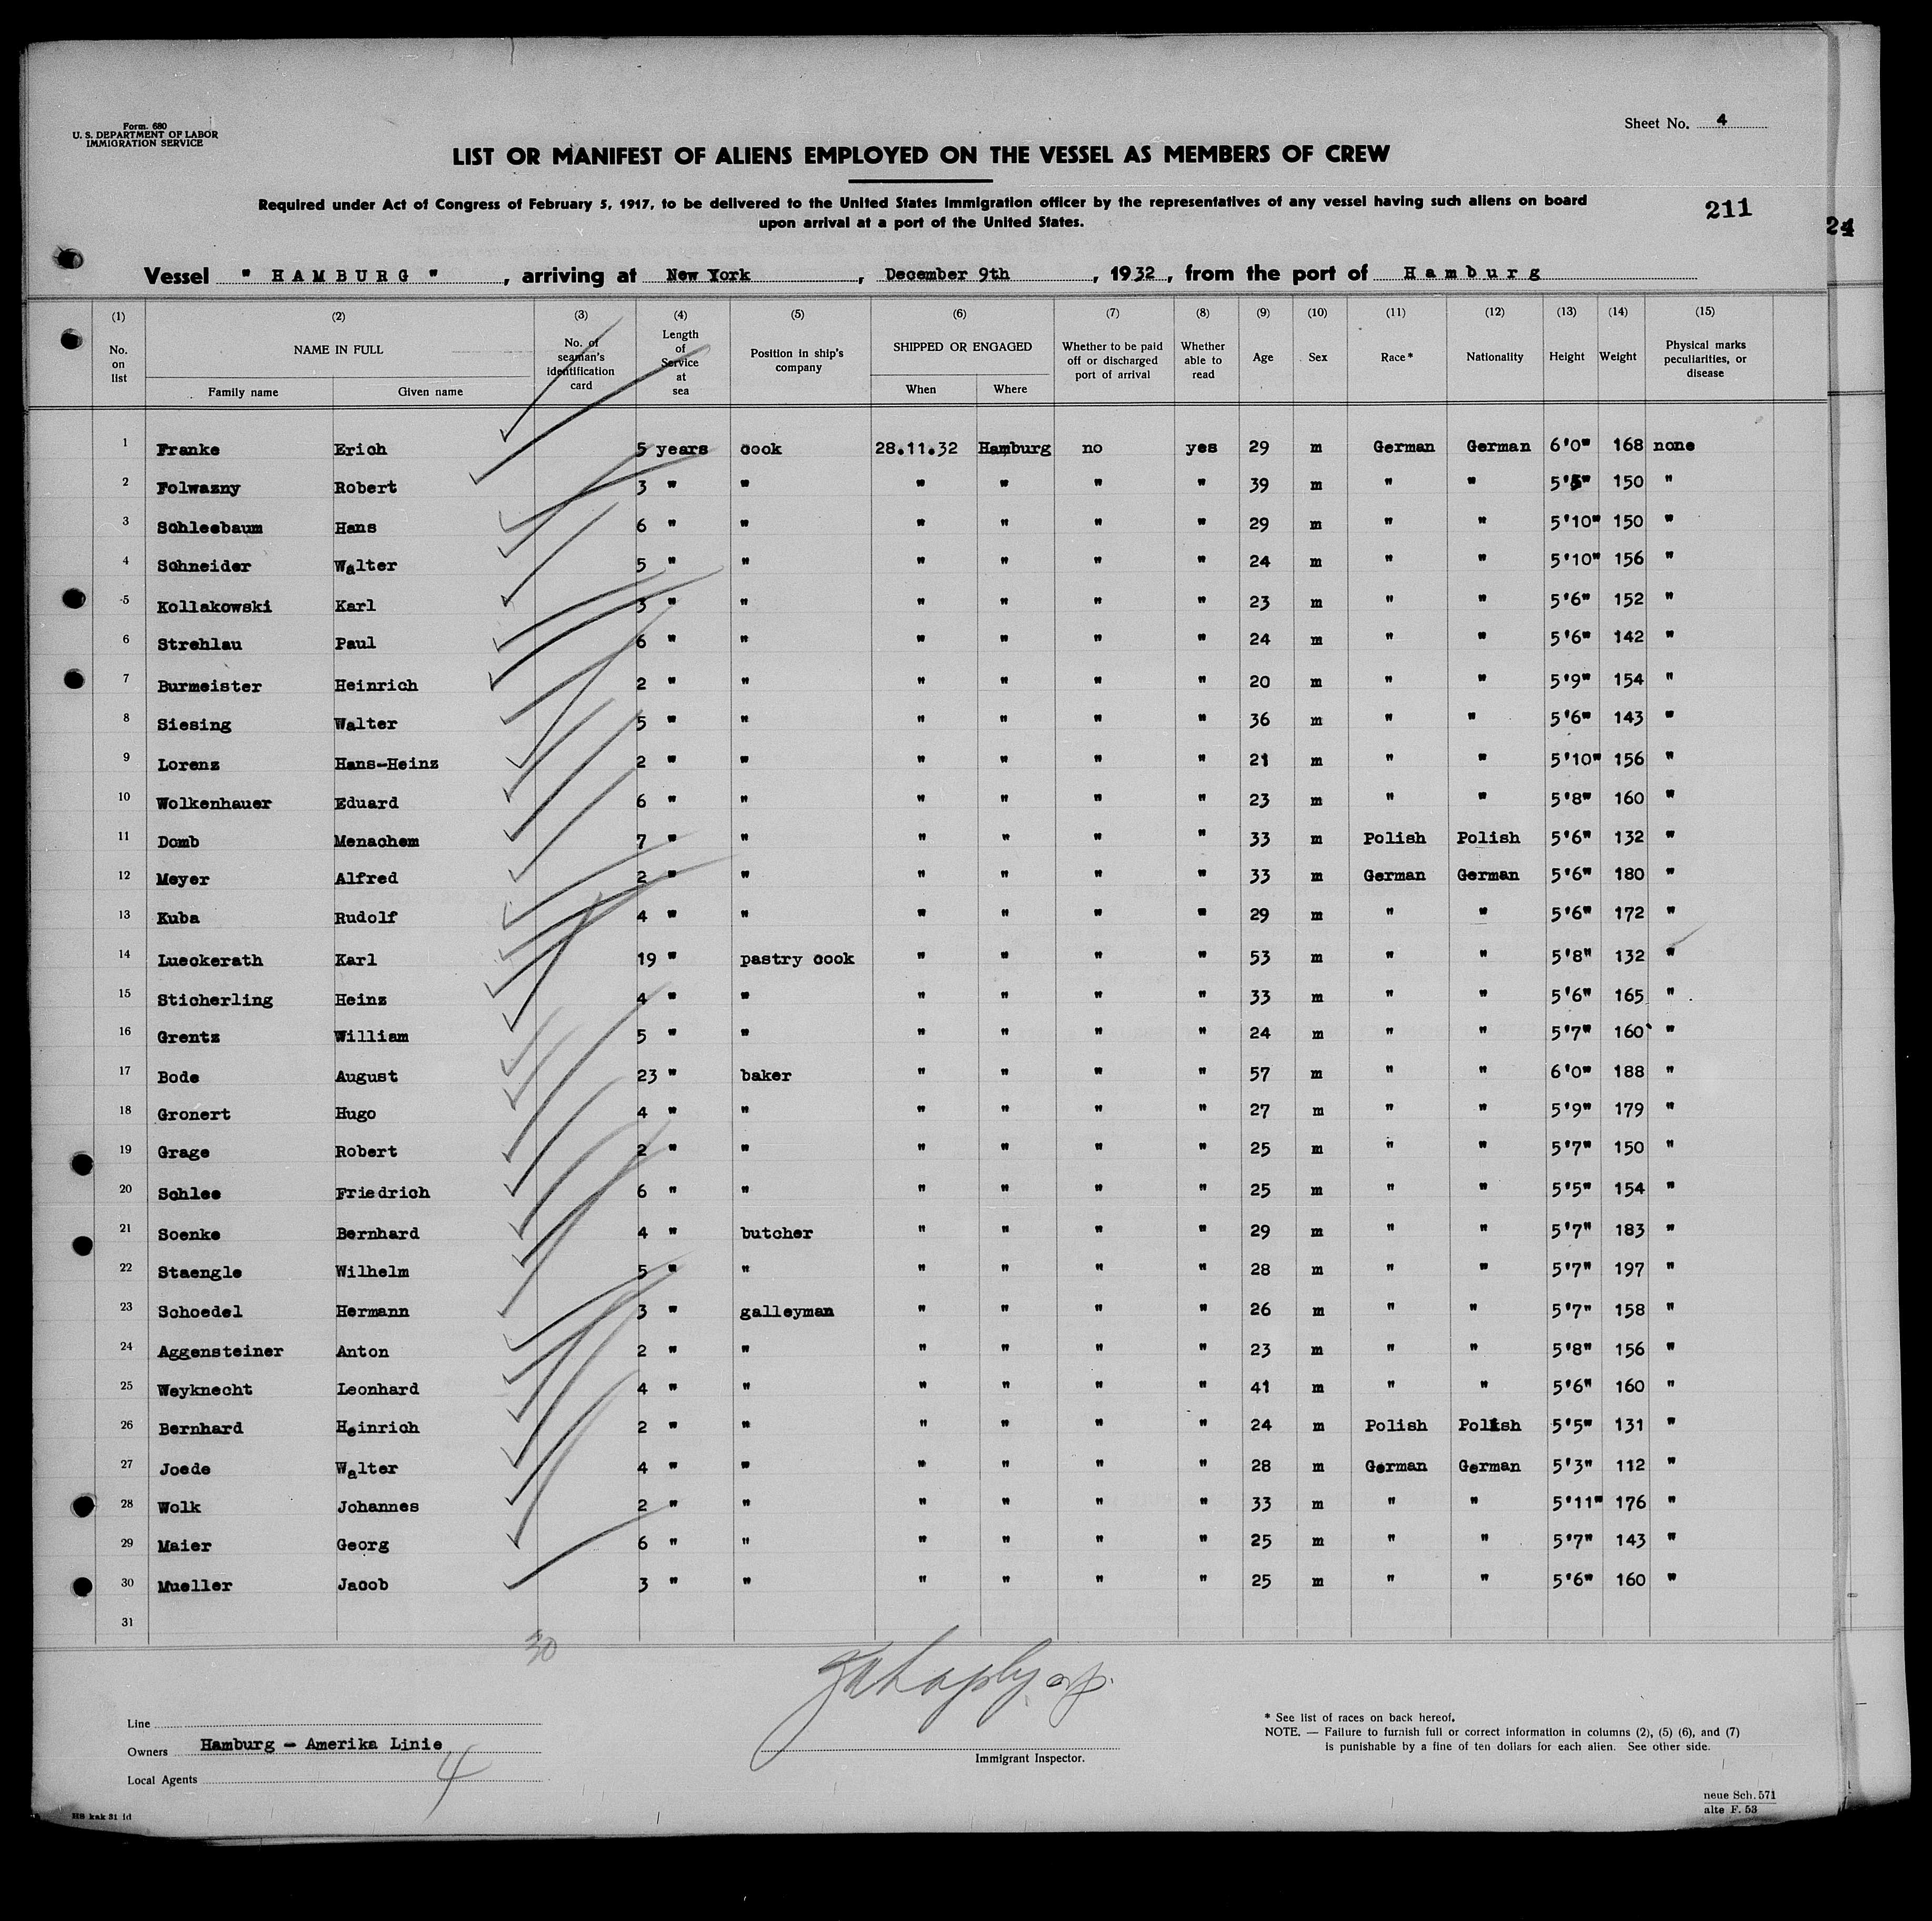 Form. 680
U. S. DEPARTMENT OF LABOR
IMMIGRATION SERVICE
Sheet No. 4
LIST OR MANIFEST OF ALIENS EMPLOYED ON THE VESSEL AS MEMBERS OF CREW
Required under Act of Congress of February 5, 1917, to be delivered to the United States Immigration officer by the representatives of any vessel having such aliens on board
upon arrival at a port of the United States.
211
24
Vessel " H A M B U R G " , arriving at New York , December 9th , 1932 , from the port of H a m b u r g
(1) (2) (3) (4) (5) (6) (7) (8) (9) (10) (11) (12) (13) (14) (15)
No. on list NAME IN FULL Family name Given name No. of seaman's identification card Length of Service at sea Position in ship's company SHIPPED OR ENGAGED When Where Whether to be paid off or discharged port of arrival Whether able to read Age Sex Race* Nationality Height Weight Physical marks peculiarities, or disease
1 Franke Erich 5 years cook 28.11.32 Hamburg no yes 29 m German German 6'0" 168 none
2 Folwazny Robert 3 " " " " " " 39 m " " 5'5" 150 "
3 Schleebaum Hans 6 " " " " " " 29 m " " 5'10" 150 "
4 Schneider Walter 5 " " " " " " 24 m " " 5'10" 156 "
5 Kollakowski Karl 3 " " " " " " 23 m " " 5'6" 152 "
6 Strehlau Paul 6 " " " " " " 24 m " " 5'6" 142 "
7 Burmeister Heinrich 2 " " " " " " 20 m " " 5'9" 154 "
8 Siesing Walter 5 " " " " " " 36 m " " 5'6" 143 "
9 Lorenz Hans-Heinz 2 " " " " " " 21 m " " 5'10" 156 "
10 Wolkenhauer Eduard 6 " " " " " " 23 m " " 5'8" 160 "
11 Domb Menachem 7 " " " " " " 33 m Polish Polish 5'6" 132 "
12 Meyer Alfred 2 " " " " " " 33 m German German 5'6" 180 "
13 Kuba Rudolf 4 " " " " " " 29 m " " 5'6" 172 "
14 Lueckerath Karl 19 " pastry cook " " " " 53 m " " 5'8" 132 "
15 Sticherling Heinz 4 " " " " " " 33 m " " 5'6" 165 "
16 Grentz William 5 " " " " " " 24 m " " 5'7" 160 "
17 Bode August 23 " baker " " " " 57 m " " 6'0" 188 "
18 Gronert Hugo 4 " " " " " " 27 m " " 5'9" 179 "
19 Grage Robert 2 " " " " " " 25 m " " 5'7" 150 "
20 Schlee Friedrich 6 " " " " " " 25 m " " 5'5" 154 "
21 Soenke Bernhard 4 " butcher " " " " 29 m " " 5'7" 183 "
22 Staengle Wilhelm 5 " " " " " " 28 m " " 5'7" 197 "
23 Schoedel Hermann 3 " galleyman " " " " 26 m " " 5'7" 158 "
24 Aggensteiner Anton 2 " " " " " " 23 m " " 5'8" 156 "
25 Weyknecht Leonhard 4 " " " " " " 41 m " " 5'6" 160 "
26 Bernhard Heinrich 2 " " " " " " 24 m Polish Polish 5'5" 131 "
27 Joede Walter 4 " " " " " " 28 m German German 5'3" 112 "
28 Wolk Johannes 2 " " " " " " 33 m " " 5'11" 176 "
29 Maier Georg 6 " " " " " " 25 m " " 5'7" 143 "
30 Mueller Jacob 3 " " " " " " 25 m " " 5'6" 160 "
31
30
Line
Owners Hamburg - Amerika Linie
Local Agents
4
Immigrant Inspector.
* See list of races on back hereof.
NOTE. — Failure to furnish full or correct information in columns (2), (5) (6), and (7)
is punishable by a fine of ten dollars for each alien. See other side.
neue Sch. 571
alte F. 53